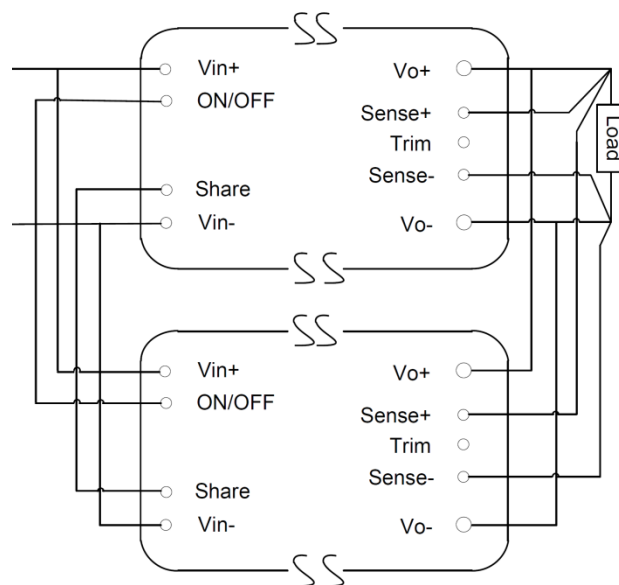 Vin+
Vo+
ON/OFF
Sense+
Trim
Load
Share
Sense-
Vin-
Vo-
Vin+
Vo+
ON/OFF
Sense+
Trim
Sense-
Share
Vin-
Vo-